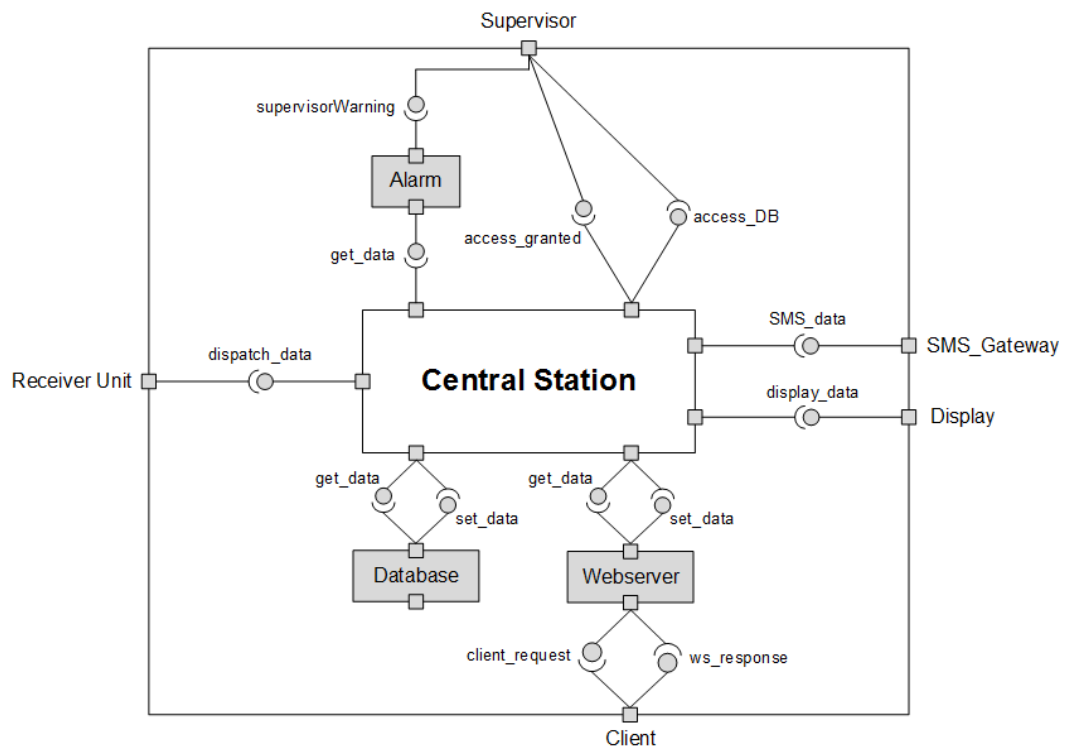 Supervisor
supervisorWarning
Alarm
access_granted
access_DB
get_data
SMS_data
SMS_Gateway
dispatch_data
Receiver Unit
Central Station
display_data
Display
get_data
set_data
get_data
set_data
Database
Webserver
client_request
ws_response
Client